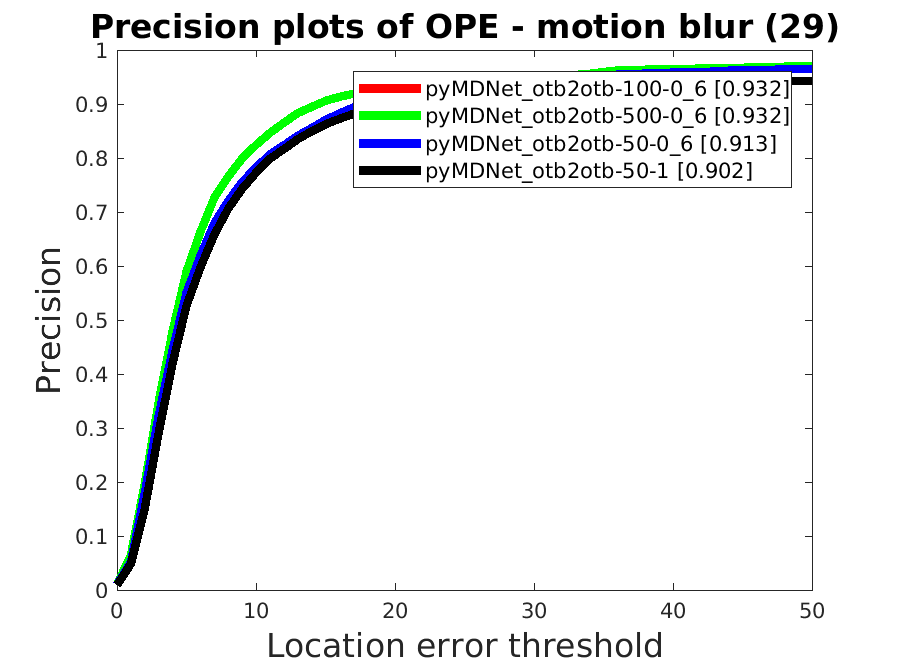 Precision plots of OPE - motion blur (29)
1
0.9
0.8
0.7
0.6
0.5
0.4
0.3
0.2
0.1
0
Precision
pyMDNet_otb2otb-100-0_6 [0.932]
pyMDNet_otb2otb-500-0_6 [0.932]
pyMDNet_otb2otb-50-0_6 [0.913]
pyMDNet_otb2otb-50-1 [0.902]
0 10 20 30 40 50
Location error threshold